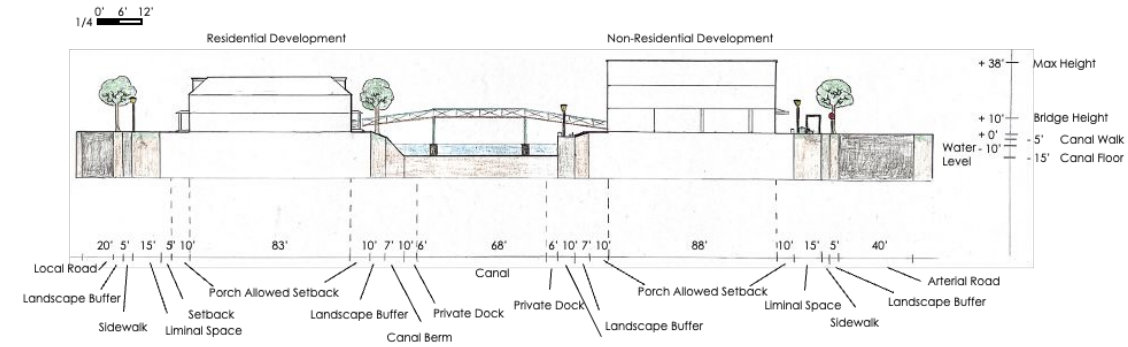 0' 6' 12'
1/4
Residential Development
Non-Residential Development
+ 38' Max Height
+ 10' Bridge Height
+ 0'
- 5' Canal Walk
Water Level - 10'
- 15' Canal Floor
20' 5' 15' 5' 10' 83' 10' 7' 10' 6' 68' 6' 10' 7' 10' 88' 10' 15' 5' 40'
Local Road
Landscape Buffer
Sidewalk
Setback
Liminal Space
Porch Allowed Setback
Landscape Buffer
Canal Berm
Private Dock
Canal
Private Dock
Landscape Buffer
Porch Allowed Setback
Liminal Space
Sidewalk
Landscape Buffer
Arterial Road